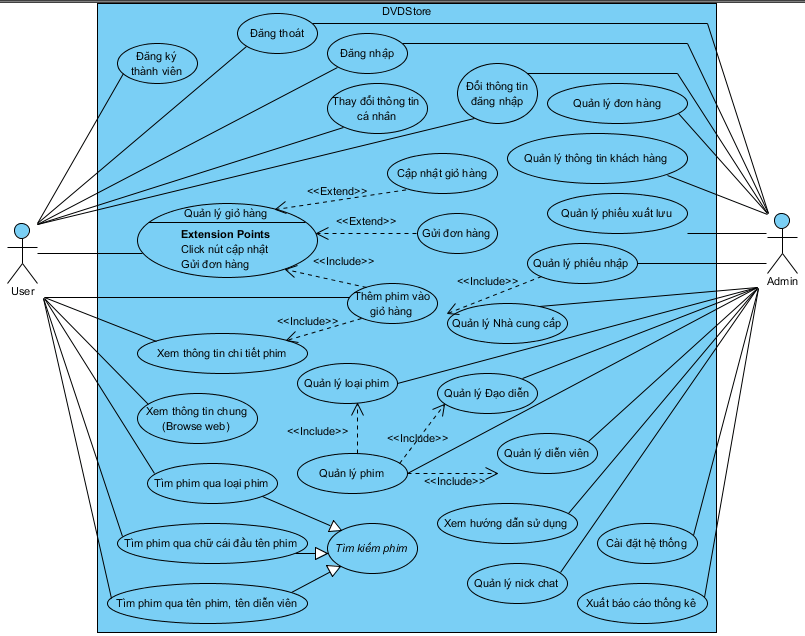 DVDStore
Đăng thoát
Đăng nhập
Đăng ký
thành viên
Đổi thông tin
đăng nhập
Thay đổi thông tin
cá nhân
Quản lý đơn hàng
Quản lý thông tin khách hàng
Cập nhật giỏ hàng
<<Extend>>
Quản lý giỏ hàng
Extension Points
Click nút cập nhật
Gửi đơn hàng
<<Extend>>
Gửi đơn hàng
Quản lý phiếu xuất lưu
<<Include>>
Quản lý phiếu nhập
User
Admin
<<Include>>
Thêm phim vào
giỏ hàng
<<Include>>
Quản lý Nhà cung cấp
Xem thông tin chi tiết phim
Quản lý loại phim
Quản lý Đạo diễn
Xem thông tin chung
(Browse web)
<<Include>>
<<Include>>
Quản lý diễn viên
Quản lý phim
<<Include>>
Tìm phim qua loại phim
Xem hướng dẫn sử dụng
Tìm phim qua chữ cái đầu tên phim
Tìm kiếm phim
Cài đặt hệ thống
Quản lý nick chat
Tìm phim qua tên phim, tên diễn viên
Xuất báo cáo thống kê